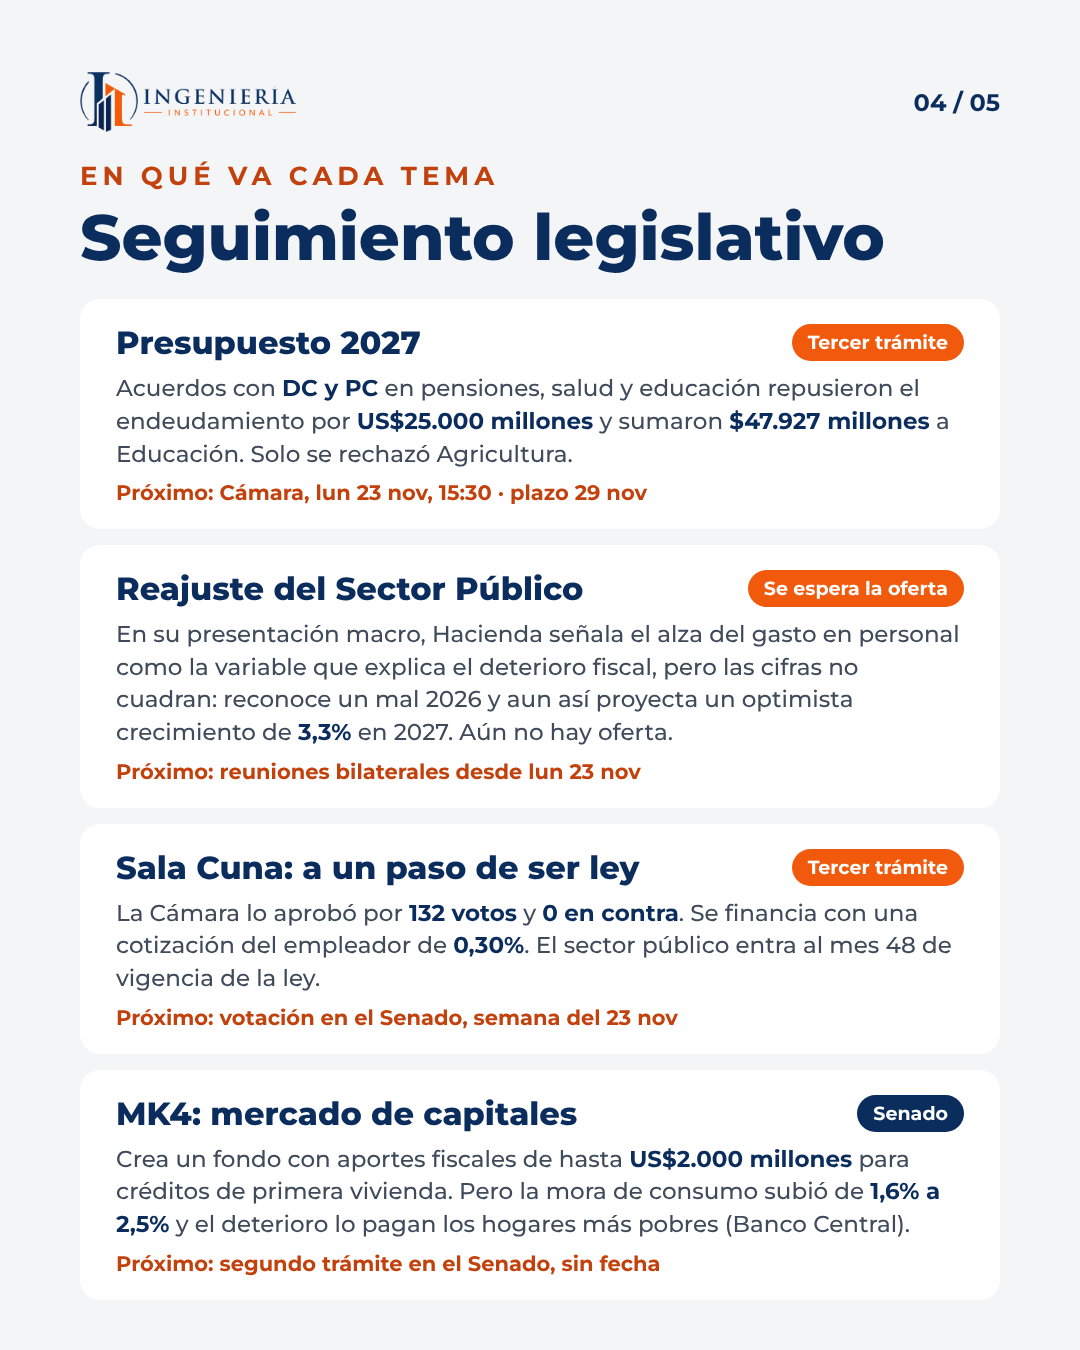 INGENIERIA
INSTITUCIONAL
04 / 05
EN QUÉ VA CADA TEMA
Seguimiento legislativo
Presupuesto 2027
Tercer trámite
Acuerdos con DC y PC en pensiones, salud y educación repusieron el
endeudamiento por US$25.000 millones y sumaron $47.927 millones a
Educación. Solo se rechazó Agricultura.
Próximo: Cámara, lun 23 nov, 15:30 · plazo 29 nov
Reajuste del Sector Público
Se espera la oferta
En su presentación macro, Hacienda señala el alza del gasto en personal
como la variable que explica el deterioro fiscal, pero las cifras no
cuadran: reconoce un mal 2026 y aun así proyecta un optimista
crecimiento de 3,3% en 2027. Aún no hay oferta.
Próximo: reuniones bilaterales desde lun 23 nov
Sala Cuna: a un paso de ser ley
Tercer trámite
La Cámara lo aprobó por 132 votos y 0 en contra. Se financia con una
cotización del empleador de 0,30%. El sector público entra al mes 48 de
vigencia de la ley.
Próximo: votación en el Senado, semana del 23 nov
MK4: mercado de capitales
Senado
Crea un fondo con aportes fiscales de hasta US$2.000 millones para
créditos de primera vivienda. Pero la mora de consumo subió de 1,6% a
2,5% y el deterioro lo pagan los hogares más pobres (Banco Central).
Próximo: segundo trámite en el Senado, sin fecha